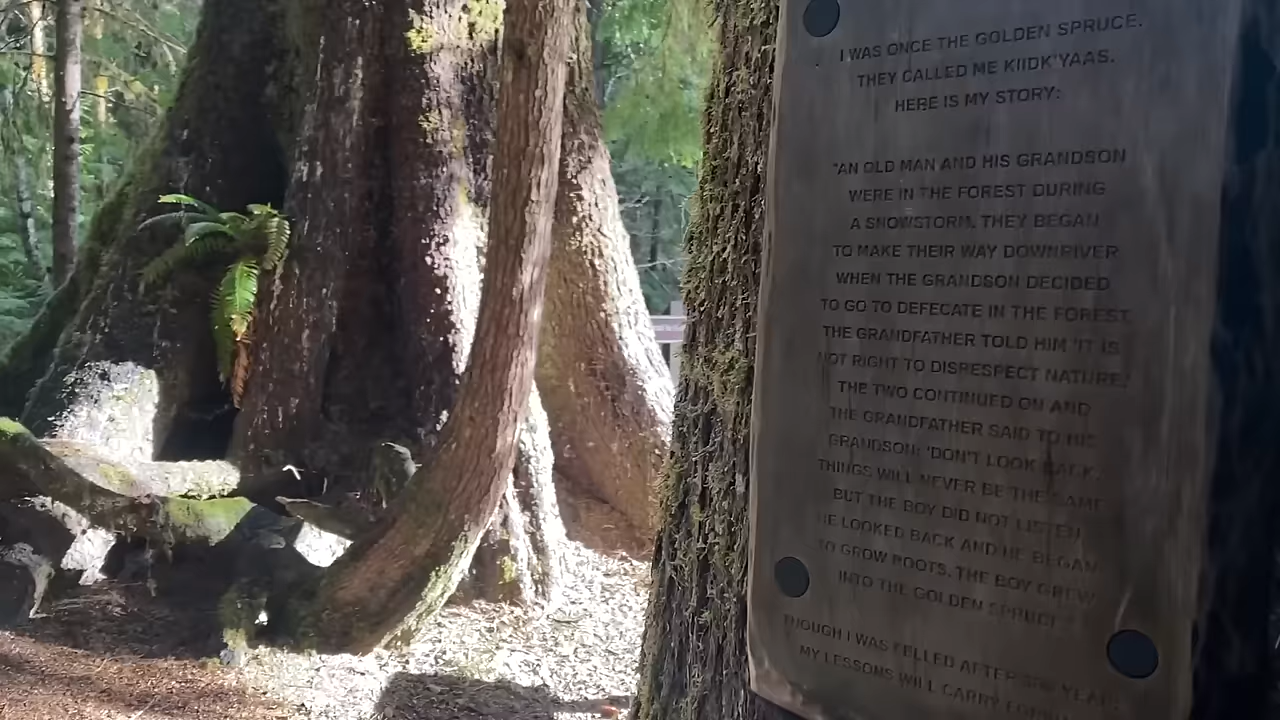 I WAS ONCE THE GOLDEN SPRUCE.
THEY CALLED ME KIIDK'YAAS.
HERE IS MY STORY:
"AN OLD MAN AND HIS GRANDSON
WERE IN THE FOREST DURING
A SNOWSTORM. THEY BEGAN
TO MAKE THEIR WAY DOWNRIVER
WHEN THE GRANDSON DECIDED
TO GO TO DEFECATE IN THE FOREST.
THE GRANDFATHER TOLD HIM 'IT IS
NOT RIGHT TO DISRESPECT NATURE.'
THE TWO CONTINUED ON AND
THE GRANDFATHER SAID TO HIS
GRANDSON: 'DON'T LOOK BACK.
THINGS WILL NEVER BE THE SAME.'
BUT THE BOY DID NOT LISTEN.
HE LOOKED BACK AND HE BEGAN
TO GROW ROOTS. THE BOY GREW
INTO THE GOLDEN SPRUCE."
THOUGH I WAS FELLED AFTER 300 YEARS
MY LESSONS WILL CARRY